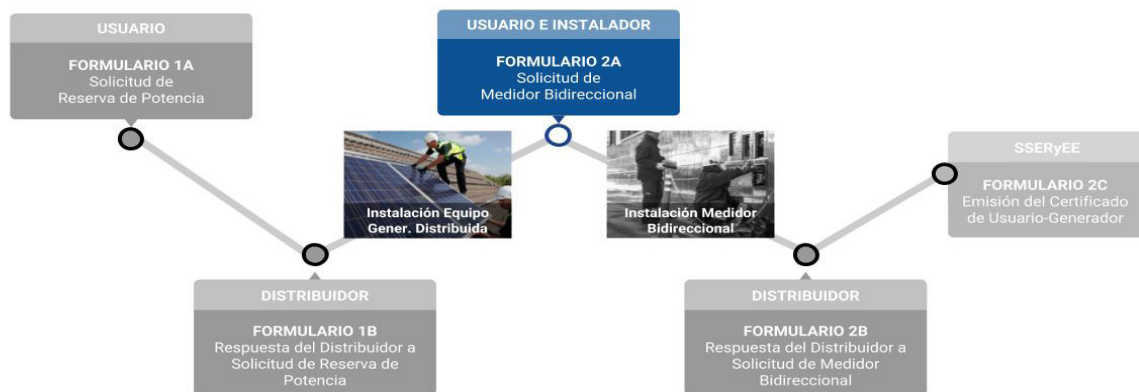 USUARIO
FORMULARIO 1A
Solicitud de
Reserva de Potencia
USUARIO E INSTALADOR
FORMULARIO 2A
Solicitud de
Medidor Bidireccional
SSERyEE
FORMULARIO 2C
Emisión del Certificado
de Usuario-Generador
Instalación Equipo
Gener. Distribuida
Instalación Medidor
Bidireccional
DISTRIBUIDOR
FORMULARIO 1B
Respuesta del Distribuidor a
Solicitud de Reserva de
Potencia
DISTRIBUIDOR
FORMULARIO 2B
Respuesta del Distribuidor a
Solicitud de Medidor
Bidireccional